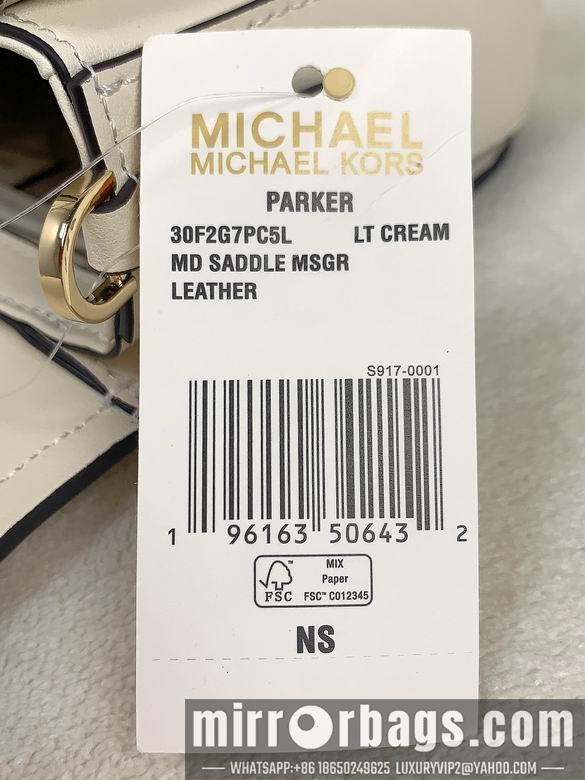 MICHAEL
MICHAEL KORS
PARKER
30F2G7PC5L LT CREAM
MD SADDLE MSGR
LEATHER
S917-0001
1 96163 50643 2
FSC™
MIX
Paper
FSC™ C012345
NS
mirrorbags.com
WHATSAPP:+86 18650249625 LUXURYVIP2@YAHOO.COM